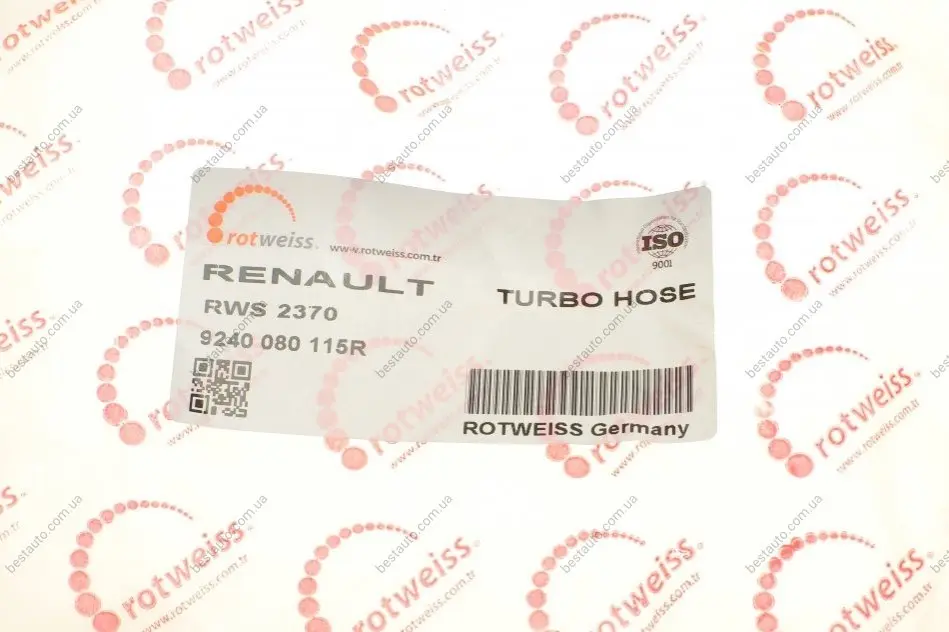 rotweiss.
www.rotweiss.com.tr
RENAULT
RWS 2370
9240 080 115R
ISO
9001
TURBO HOSE
ROTWEISS Germany
rotweiss.
www.rotweiss.com.tr
bestauto.com.ua